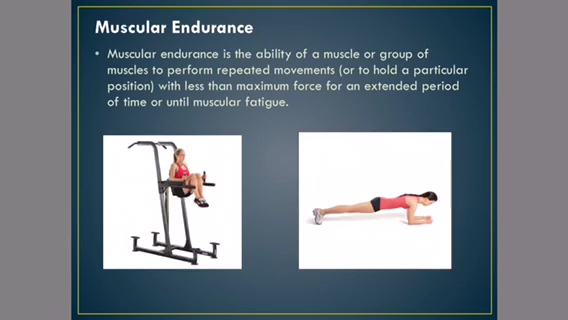 Muscular Endurance
• Muscular endurance is the ability of a muscle or group of
muscles to perform repeated movements (or to hold a particular
position) with less than maximum force for an extended period
of time or until muscular fatigue.